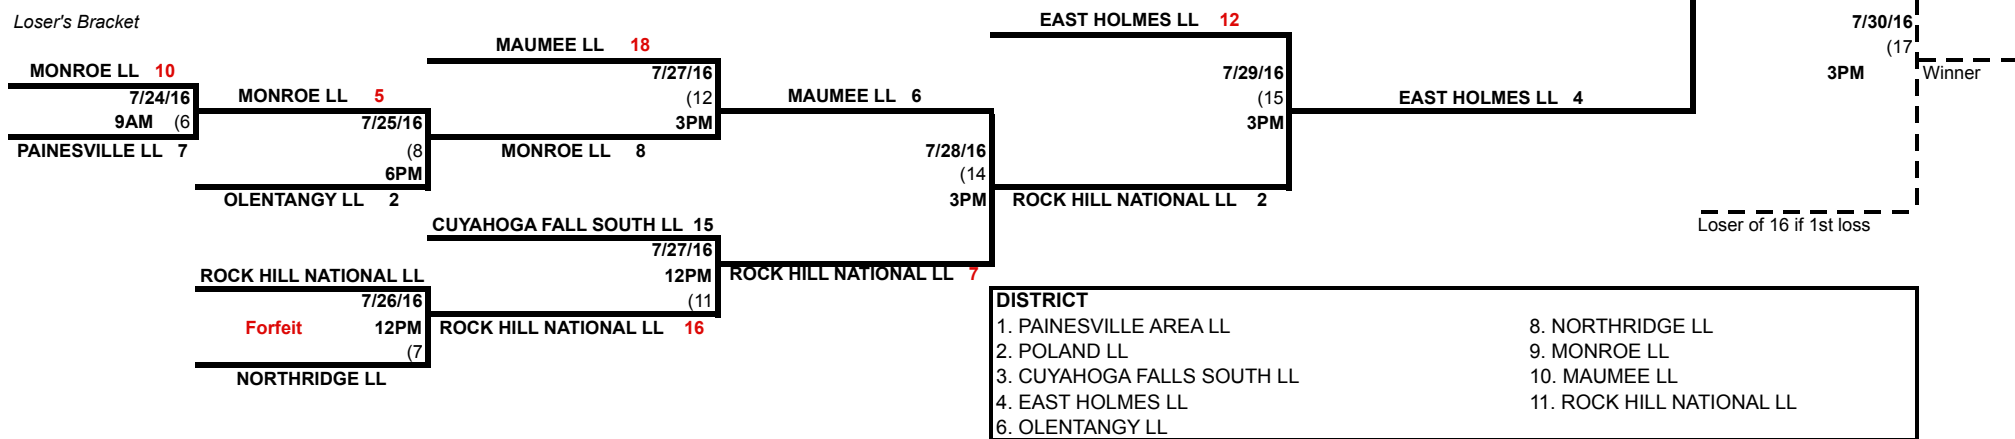 Loser's Bracket
EAST HOLMES LL 12
7/30/16
(17
3PM
Winner
MAUMEE LL 18
MONROE LL 10
7/24/16
9AM (6
PAINESVILLE LL 7
MONROE LL 5
7/25/16
(8
6PM
OLENTANGY LL 2
7/27/16
(12
3PM
MONROE LL 8
MAUMEE LL 6
7/29/16
(15
3PM
EAST HOLMES LL 4
7/28/16
(14
3PM
ROCK HILL NATIONAL LL 2
Loser of 16 if 1st loss
CUYAHOGA FALL SOUTH LL 15
7/27/16
12PM
(11
ROCK HILL NATIONAL LL 7
ROCK HILL NATIONAL LL
7/26/16
Forfeit 12PM
(7
ROCK HILL NATIONAL LL 16
NORTHRIDGE LL
DISTRICT
1. PAINESVILLE AREA LL
2. POLAND LL
3. CUYAHOGA FALLS SOUTH LL
4. EAST HOLMES LL
6. OLENTANGY LL
8. NORTHRIDGE LL
9. MONROE LL
10. MAUMEE LL
11. ROCK HILL NATIONAL LL